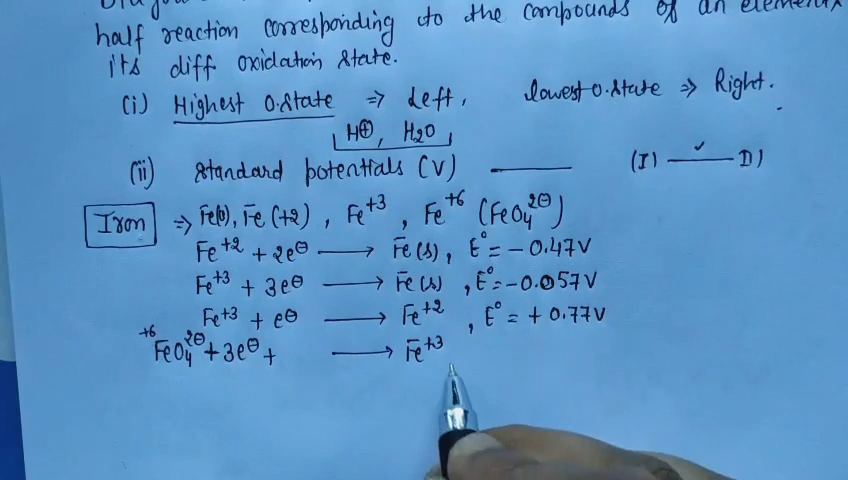 half reaction corresponding to the compounds of an element
its diff oxidation state.
(i) Highest O.state ⇒ Left, lowest O.state ⇒ Right.
H⊕, H2O
(ii) Standard potentials (V) ——— (I) —✓— D)
Iron ⇒ Fe(0), Fe (+2), Fe+3, Fe+6 (FeO4 2⊖)
Fe+2 + 2e⊖ ⟶ Fe(s), E° = -0.47V
Fe+3 + 3e⊖ ⟶ Fe(s), E° = -0.057V
Fe+3 + e⊖ ⟶ Fe+2, E° = +0.77V
+6 FeO4 2⊖ + 3e⊖ + ⟶ Fe+3